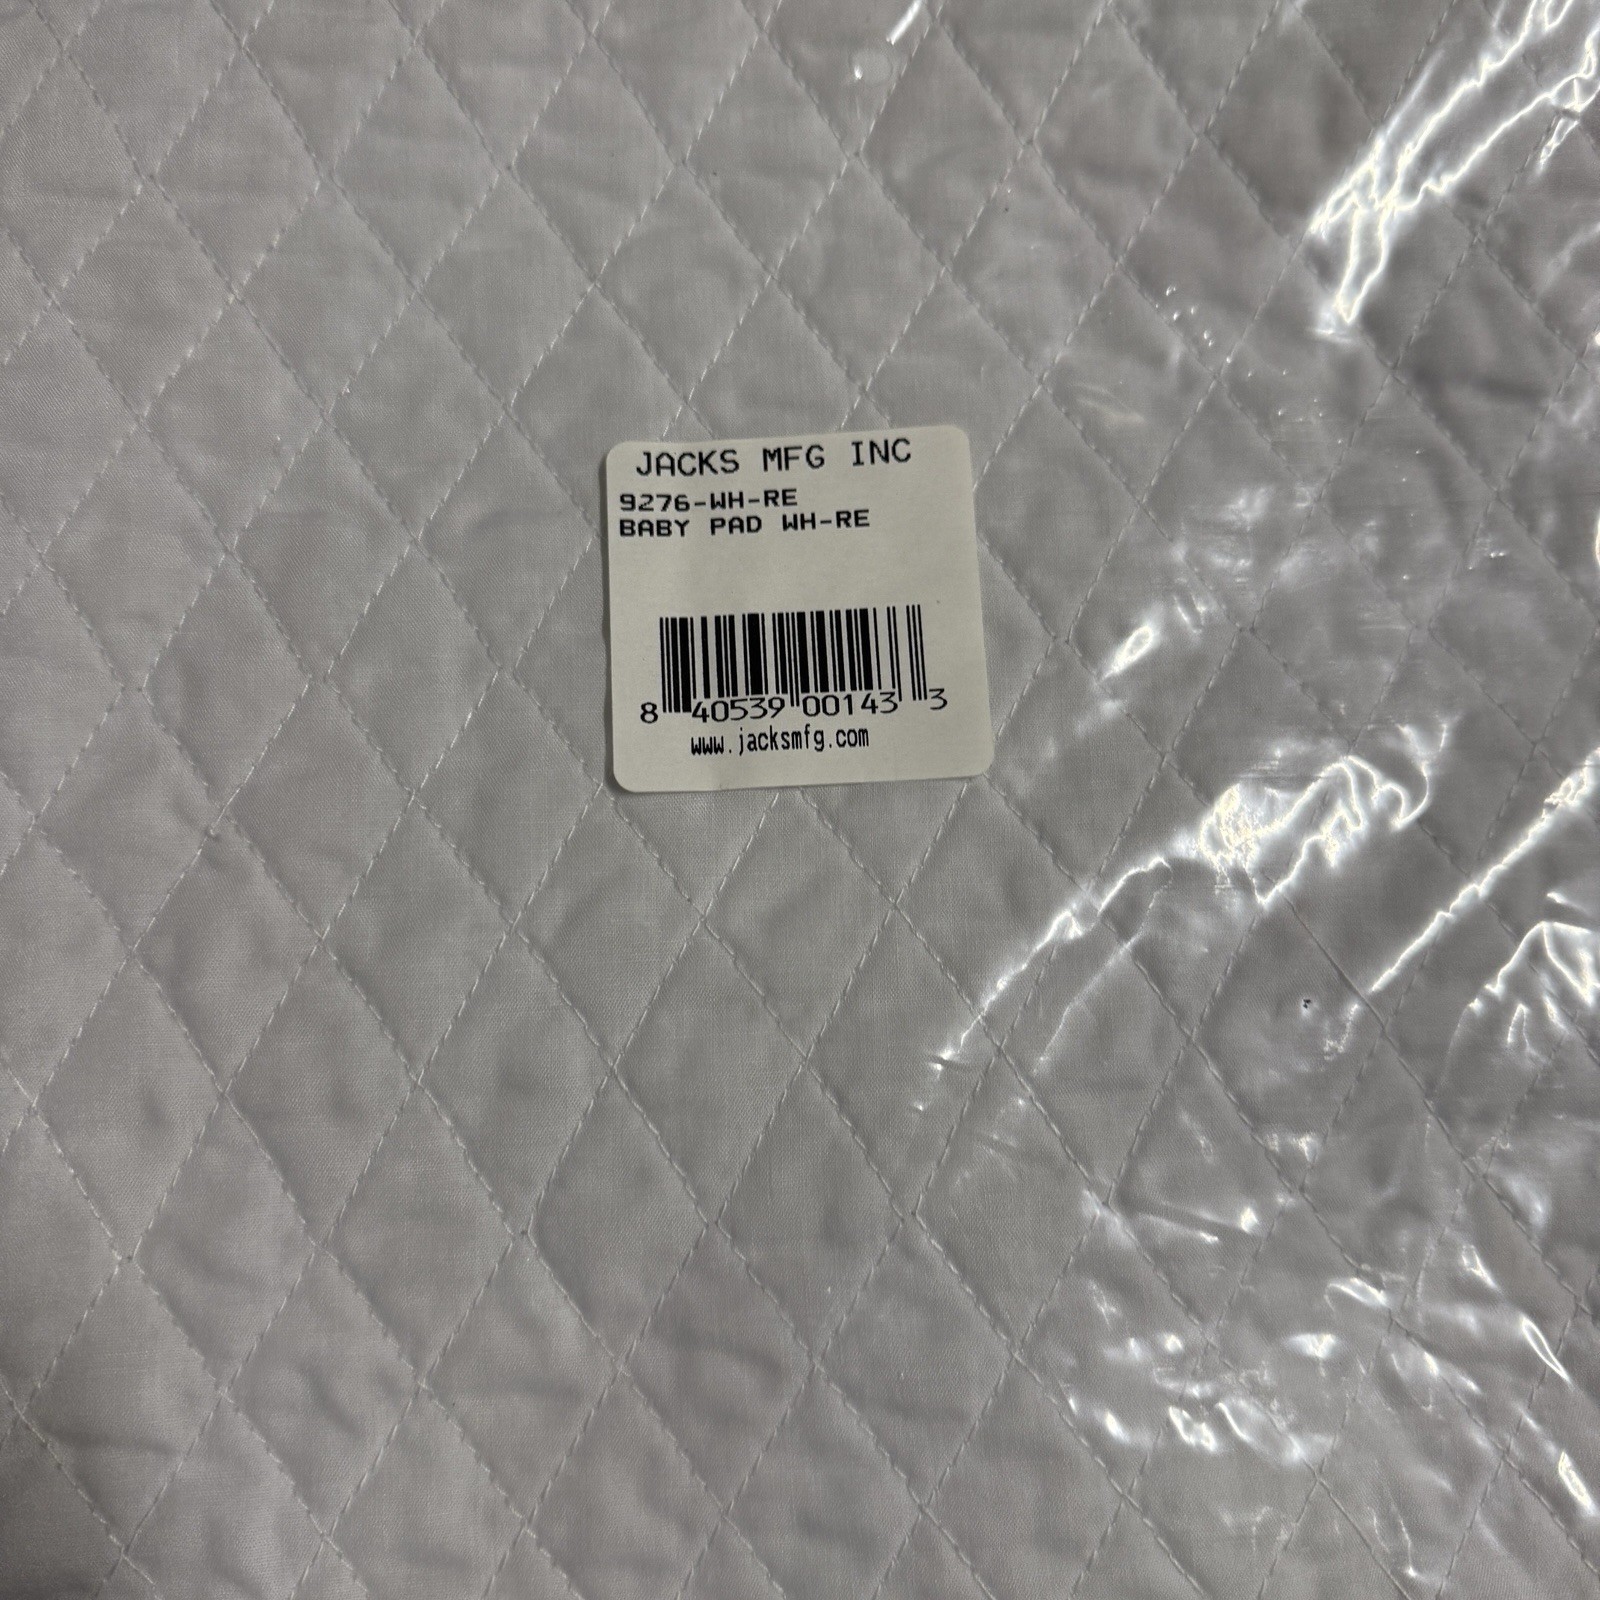 JACKS MFG INC
9276-WH-RE
BABY PAD WH-RE
8 40539 00143 3
www.jacksmfg.com